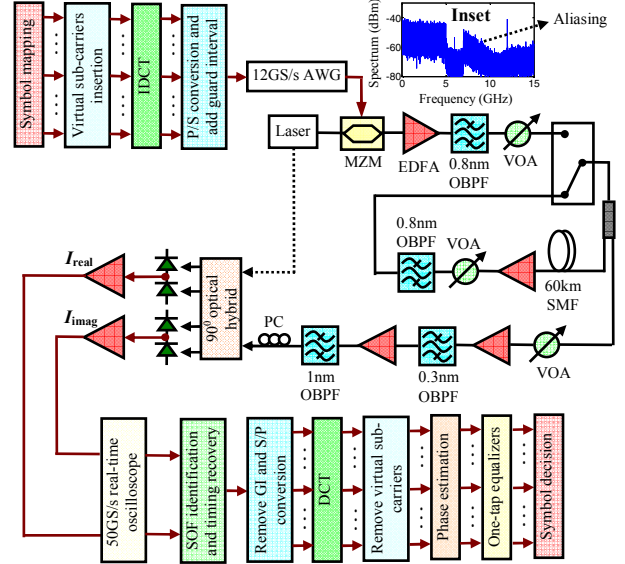 Symbol mapping
Virtual sub-carriers
insertion
IDCT
P/S conversion and
add guard interval
12GS/s AWG
Spectrum (dBm)
-40
-60
-80
0
5
10
15
Frequency (GHz)
Inset
Aliasing
Laser
MZM
EDFA
0.8nm
OBPF
VOA
0.8nm
OBPF
VOA
60km
SMF
I_real
I_imag
90⁰ optical
hybrid
PC
1nm
OBPF
0.3nm
OBPF
VOA
50GS/s real-time
oscilloscope
SOF identification
and timing recovery
Remove GI and S/P
conversion
DCT
Remove virtual sub-
carriers
Phase estimation
One-tap equalizers
Symbol decision